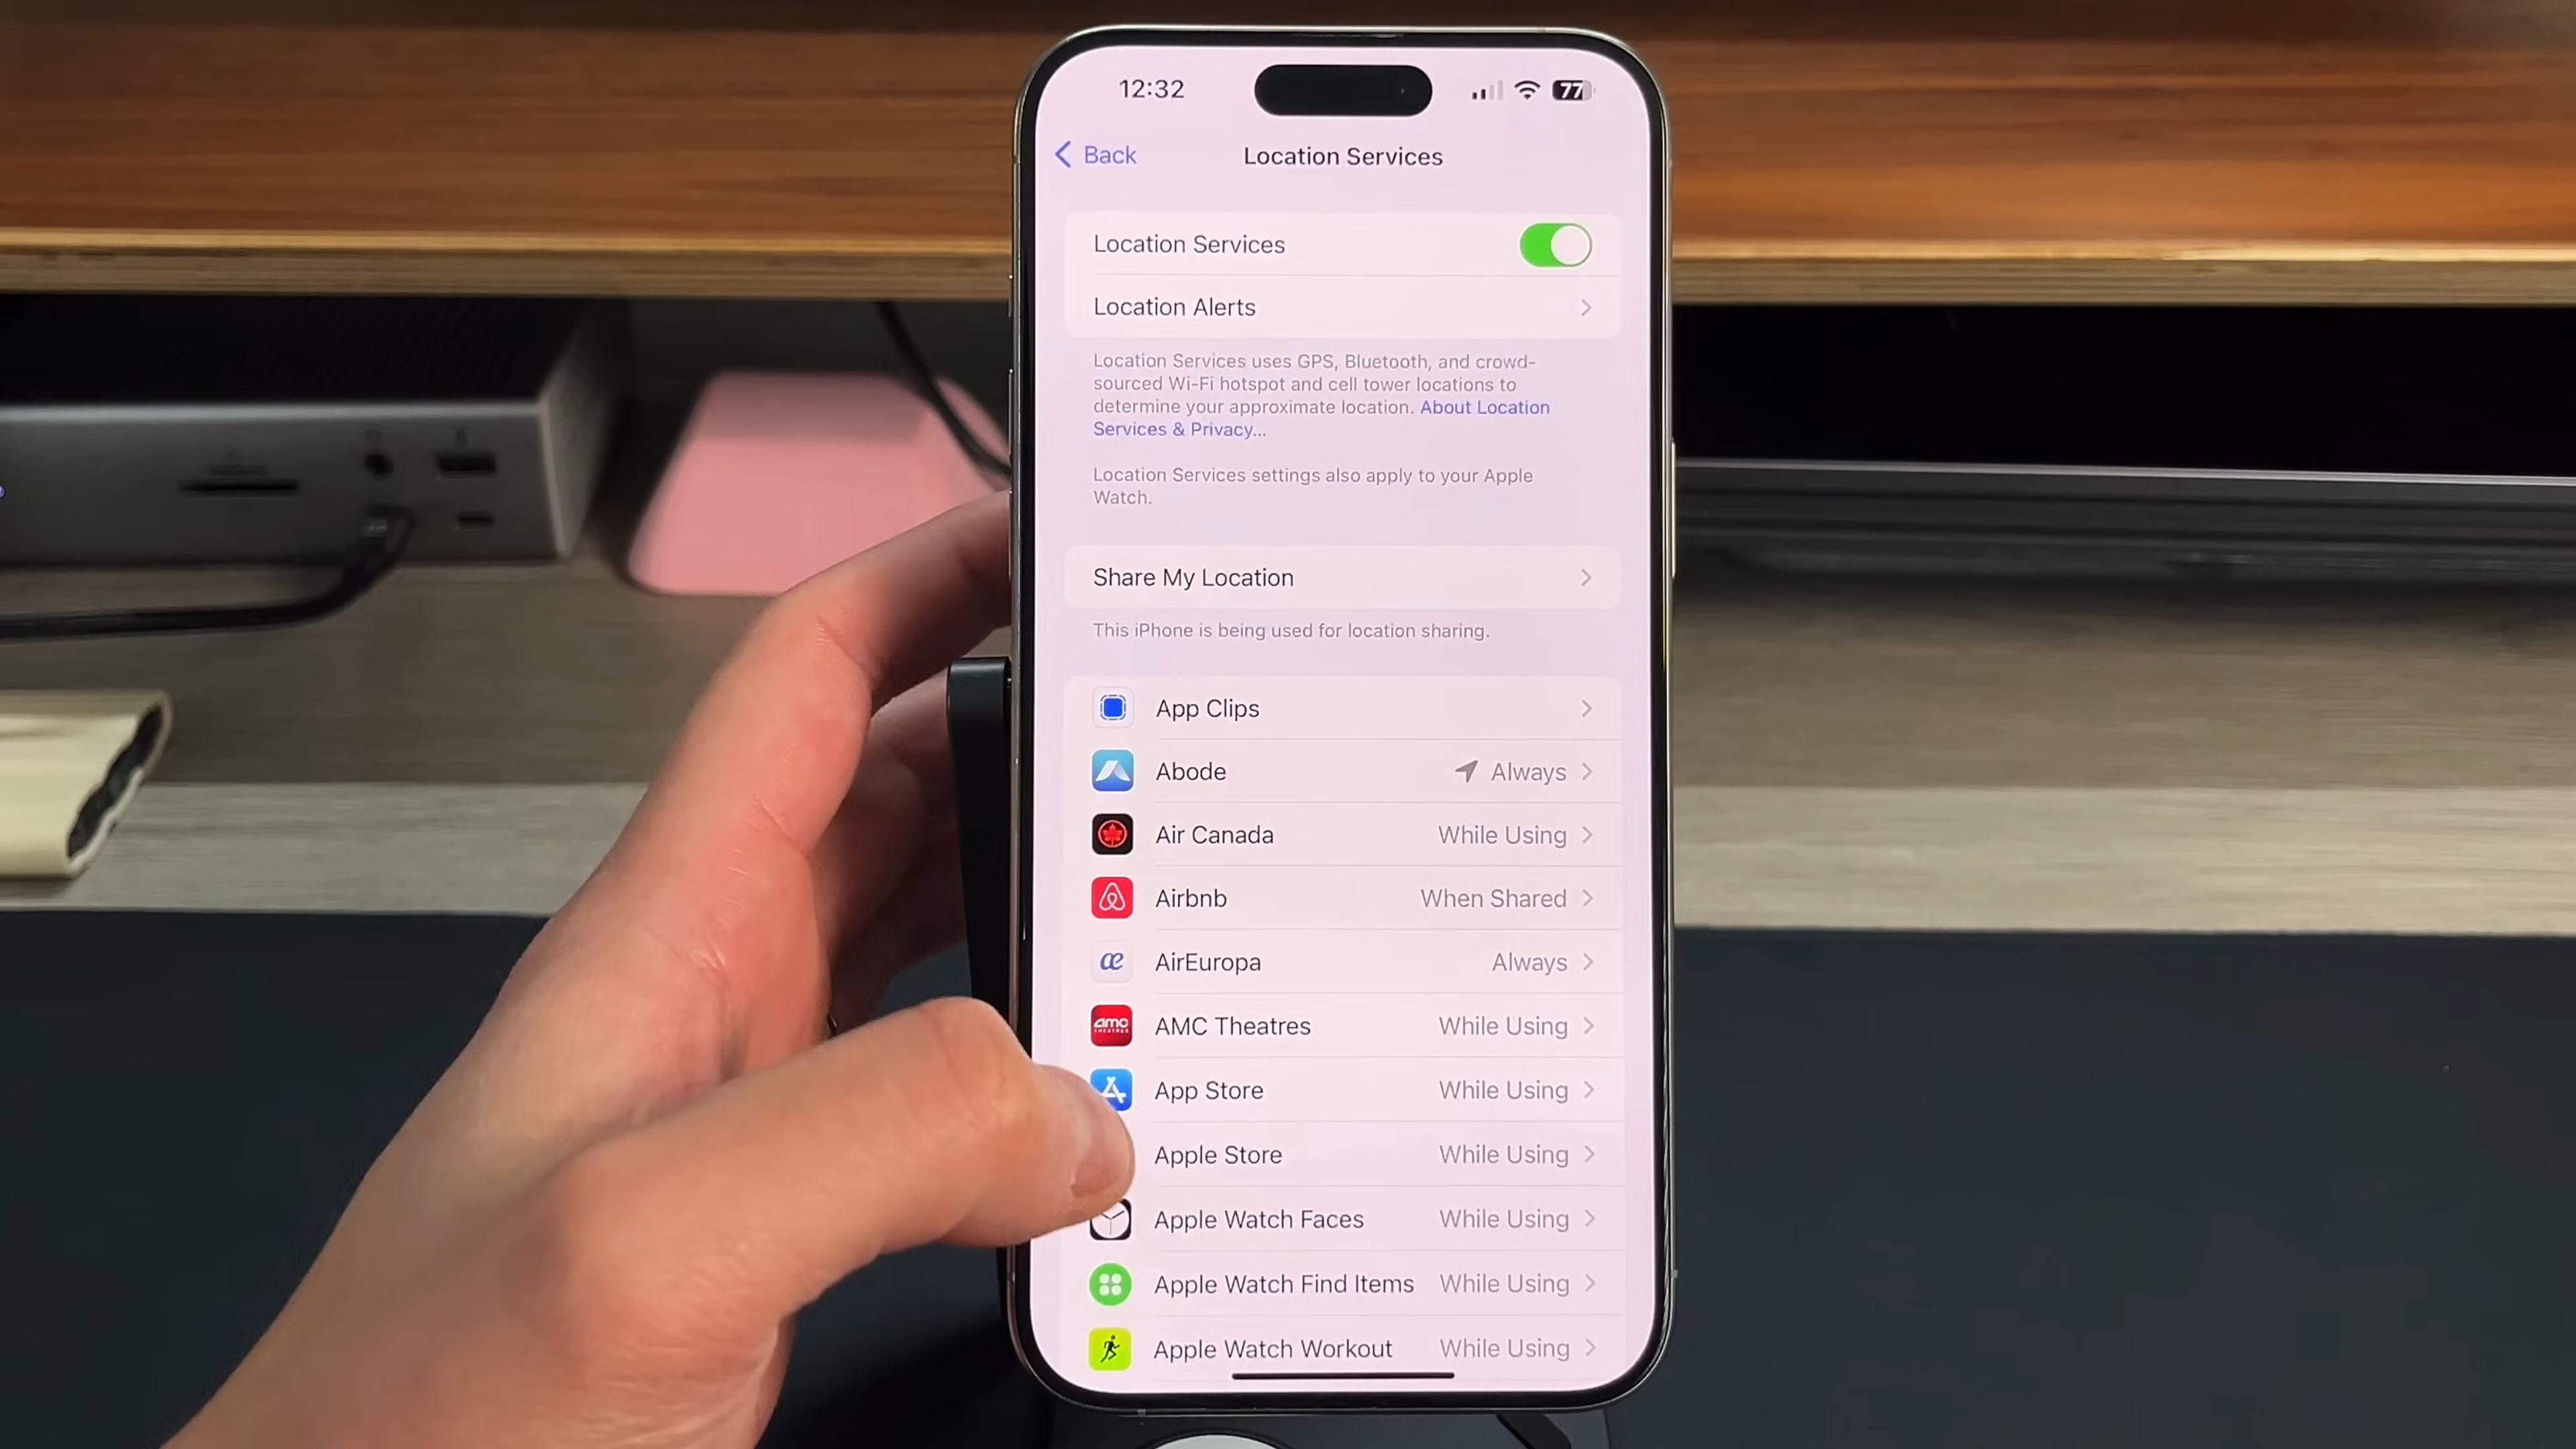 12:32
77
Back
Location Services
Location Services
Location Alerts
Location Services uses GPS, Bluetooth, and crowd-
sourced Wi-Fi hotspot and cell tower locations to
determine your approximate location. About Location
Services & Privacy...
Location Services settings also apply to your Apple
Watch.
Share My Location
This iPhone is being used for location sharing.
App Clips
Abode Always
Air Canada While Using
Airbnb When Shared
æ AirEuropa Always
amc THEATRES AMC Theatres While Using
App Store While Using
Apple Store While Using
Apple Watch Faces While Using
Apple Watch Find Items While Using
Apple Watch Workout While Using